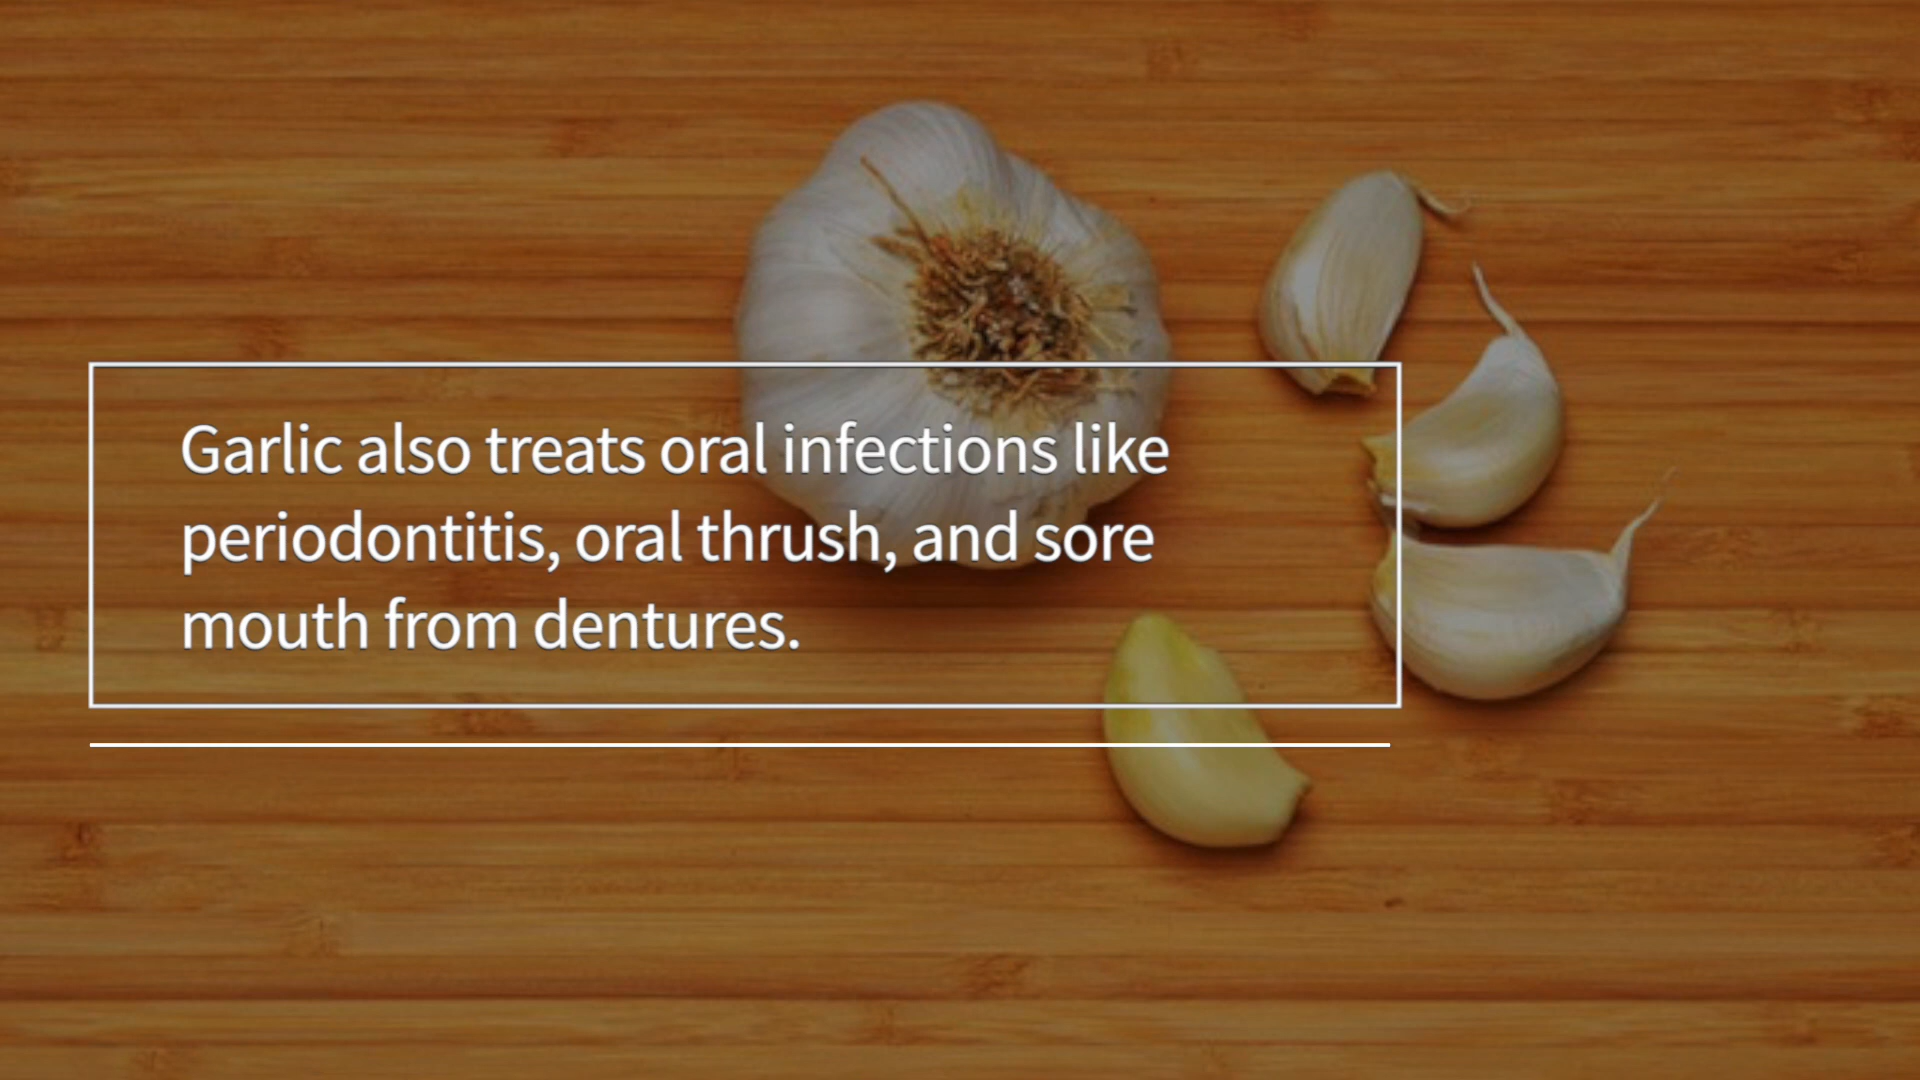 Garlic also treats oral infections like
periodontitis, oral thrush, and sore
mouth from dentures.